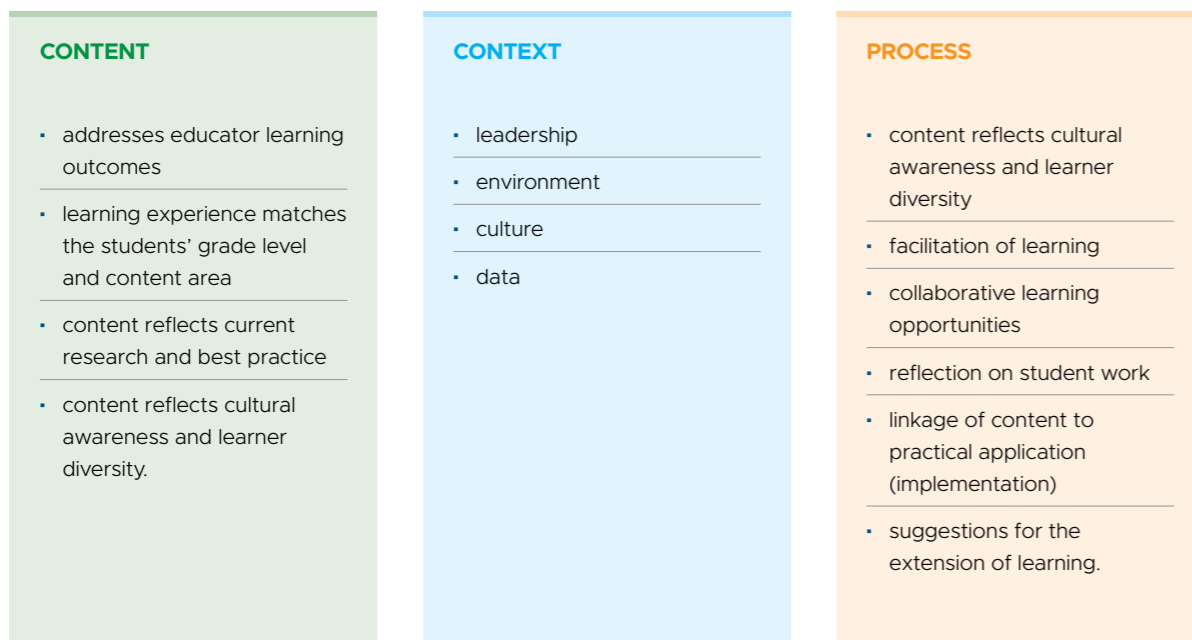 CONTENT
▪ addresses educator learning
outcomes
▪ learning experience matches
the students’ grade level
and content area
▪ content reflects current
research and best practice
▪ content reflects cultural
awareness and learner
diversity.
CONTEXT
▪ leadership
▪ environment
▪ culture
▪ data
PROCESS
▪ content reflects cultural
awareness and learner
diversity
▪ facilitation of learning
▪ collaborative learning
opportunities
▪ reflection on student work
▪ linkage of content to
practical application
(implementation)
▪ suggestions for the
extension of learning.